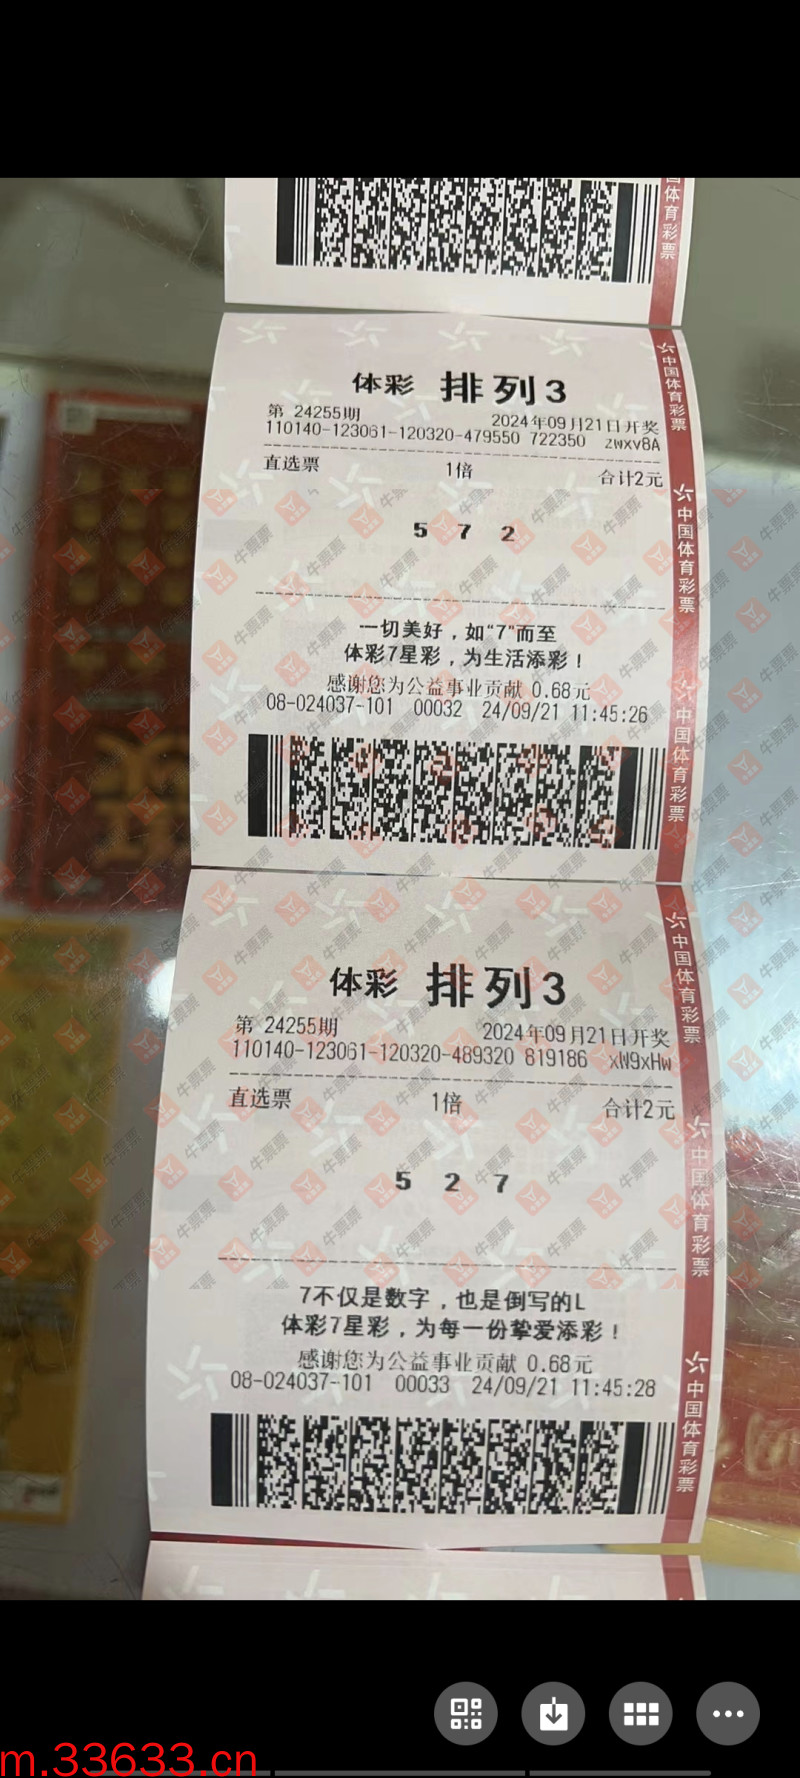 国体育彩票
体彩 排列3
第 24255期 2024年09月21日开奖
110140-123061-120320-479550 722350 zwxv8A
直选票 1倍 合计2元
5 7 2
一切美好，如“7”而至
体彩7星彩，为生活添彩！
感谢您为公益事业贡献 0.68元
08-024037-101 00032 24/09/21 11:45:26
中国体育彩票
中国体育彩票
中国体育彩票
体彩 排列3
第 24255期 2024年09月21日开奖
110140-123061-120320-489320 819186 xW9xHw
直选票 1倍 合计2元
5 2 7
7不仅是数字，也是倒写的L
体彩7星彩，为每一份挚爱添彩！
感谢您为公益事业贡献 0.68元
08-024037-101 00033 24/09/21 11:45:28
中国体育彩票
中国体育彩票
中国体育彩票
牛票票
m.33633.cn